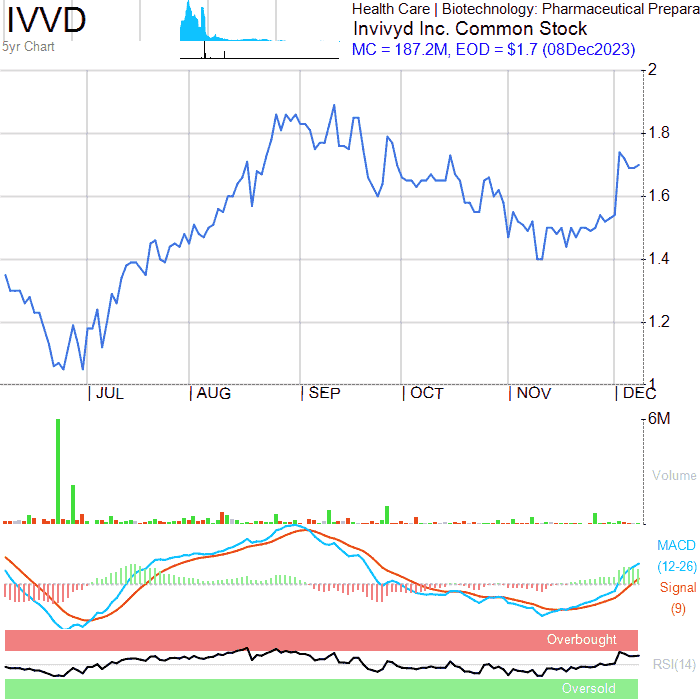 IVVD
5yr Chart
Health Care | Biotechnology: Pharmaceutical Prepara
Invivyd Inc. Common Stock
MC = 187.2M, EOD = $1.7 (08Dec2023)
2
1.8
1.6
1.4
1.2
1
JUL AUG SEP OCT NOV DEC
6M
Volume
MACD
(12-26)
Signal
(9)
Overbought
RSI(14)
Oversold